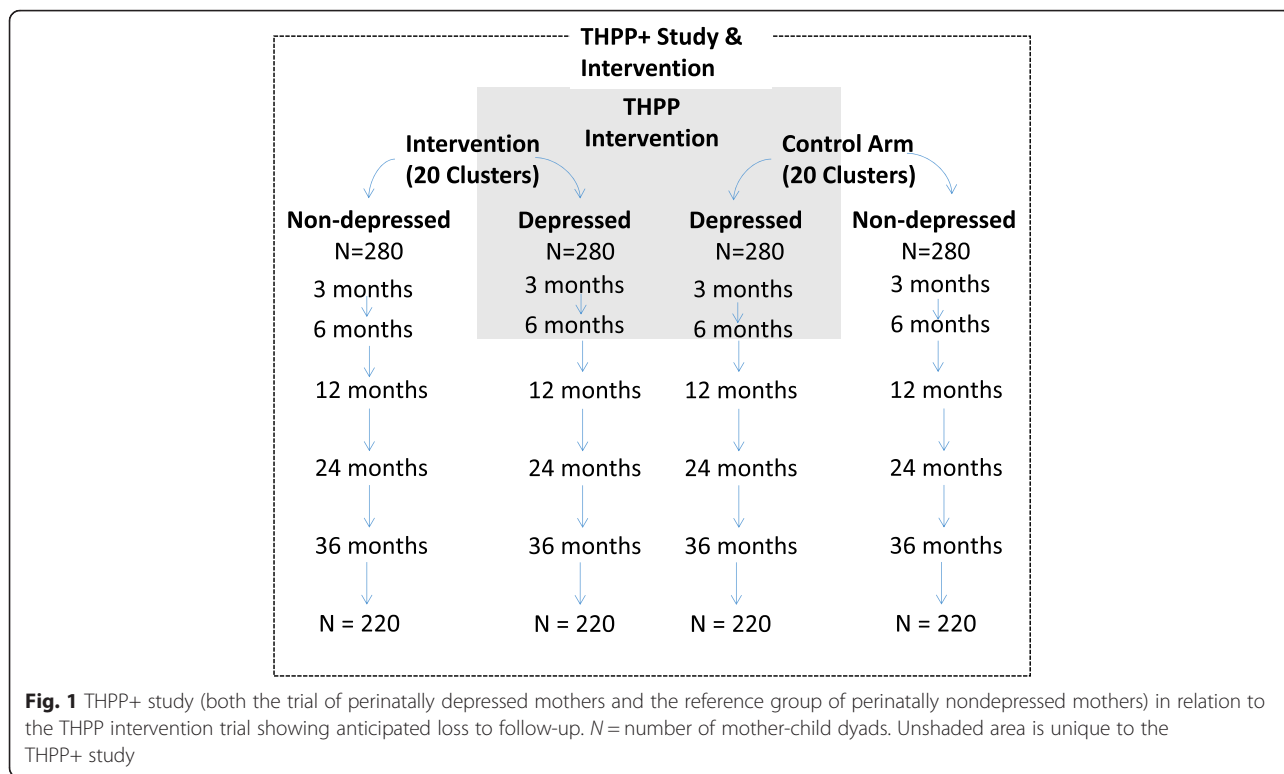 THPP+ Study &
Intervention
THPP
Intervention
Intervention
(20 Clusters)
Control Arm
(20 Clusters)
Non-depressed Depressed Depressed Non-depressed
N=280 N=280 N=280 N=280
3 months 3 months 3 months 3 months
6 months 6 months 6 months 6 months
12 months 12 months 12 months 12 months
24 months 24 months 24 months 24 months
36 months 36 months 36 months 36 months
N = 220 N = 220 N = 220 N = 220
Fig. 1 THPP+ study (both the trial of perinatally depressed mothers and the reference group of perinatally nondepressed mothers) in relation to
the THPP intervention trial showing anticipated loss to follow-up. N = number of mother-child dyads. Unshaded area is unique to the
THPP+ study